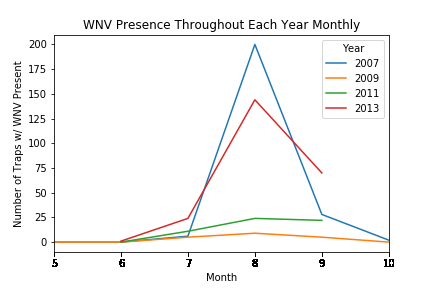 WNV Presence Throughout Each Year Monthly
Number of Traps w/ WNV Present
200
175
150
125
100
75
50
25
0
Year
2007
2009
2011
2013
5 6 7 8 9 10
Month